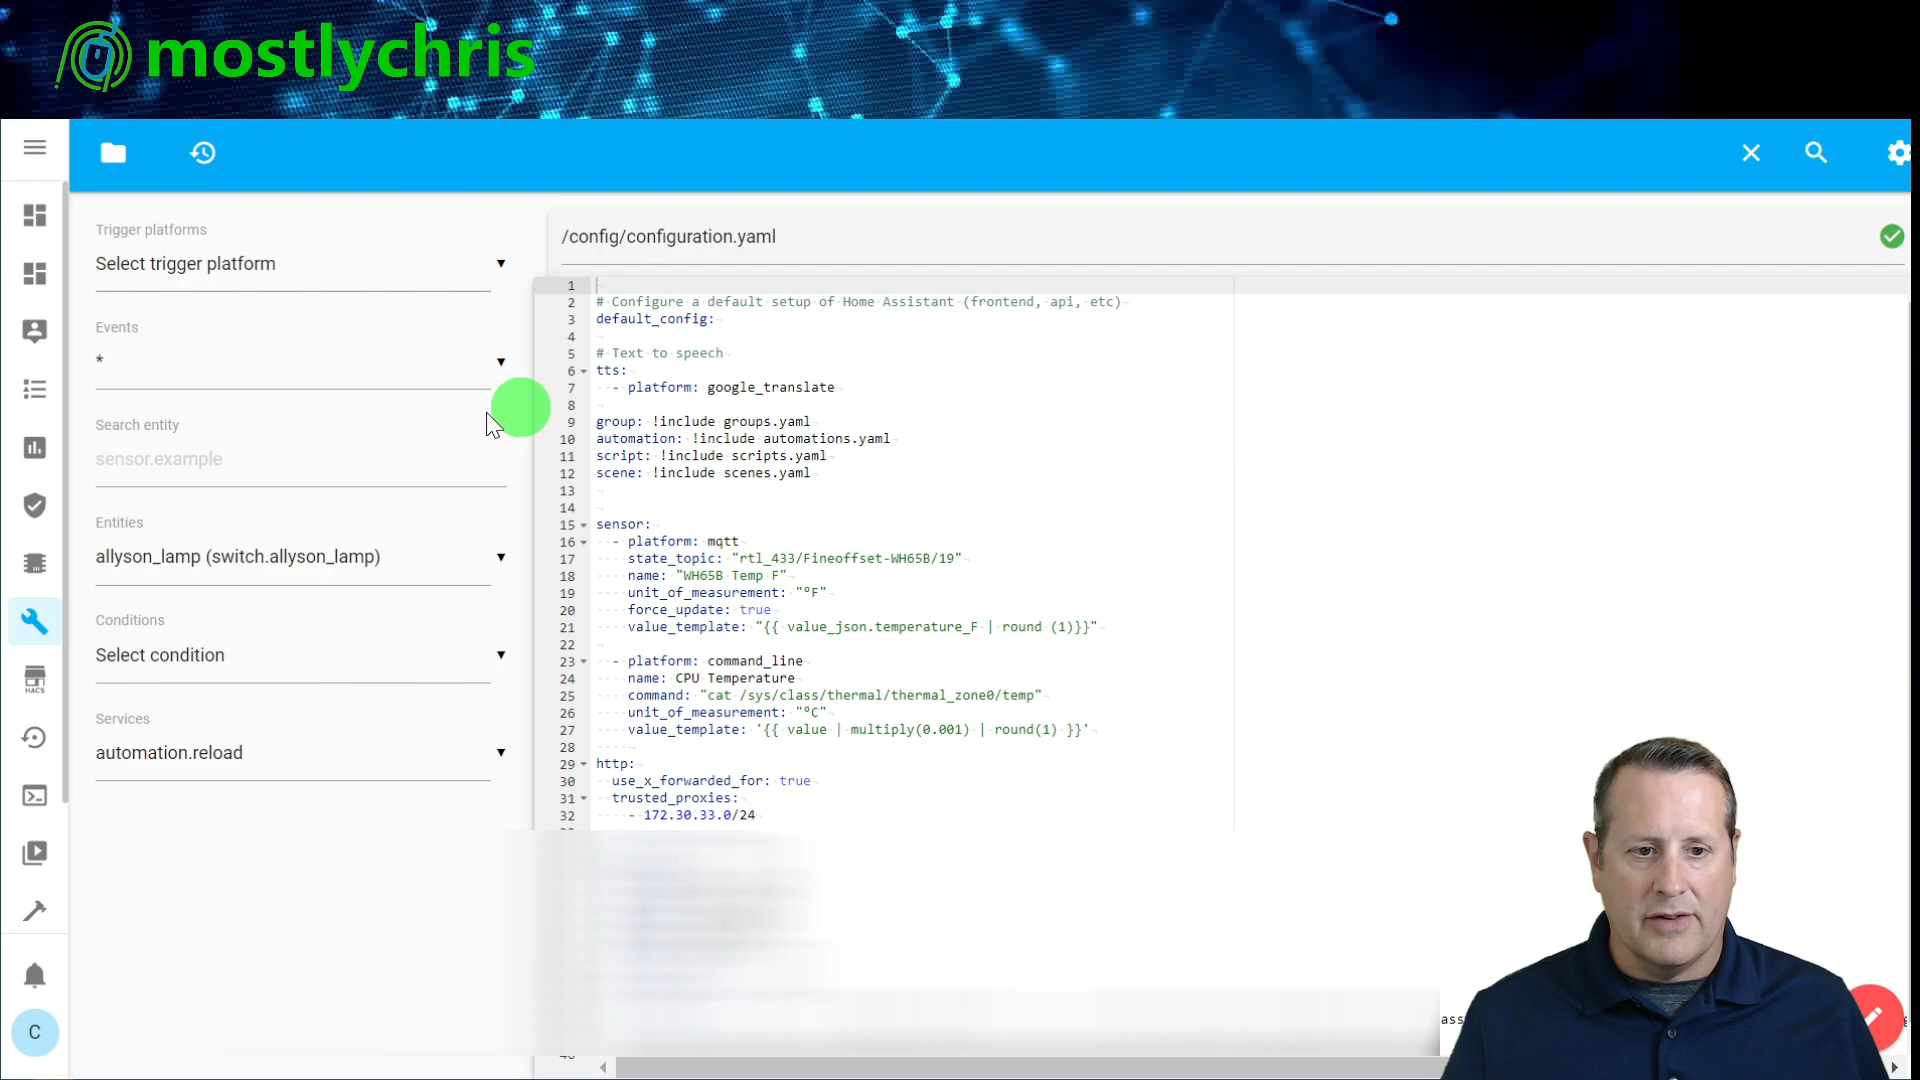 mostlychris
Trigger platforms
Select trigger platform
Events
*
Search entity
sensor.example
Entities
allyson_lamp (switch.allyson_lamp)
Conditions
Select condition
Services
automation.reload
HACS
C
/config/configuration.yaml
1
2 # Configure a default setup of Home Assistant (frontend, api, etc)
3 default_config:
4
5 # Text to speech
6 tts:
7   - platform: google_translate
8
9 group: !include groups.yaml
10 automation: !include automations.yaml
11 script: !include scripts.yaml
12 scene: !include scenes.yaml
13
14
15 sensor:
16   - platform: mqtt
17     state_topic: "rtl_433/Fineoffset-WH65B/19"
18     name: "WH65B Temp F"
19     unit_of_measurement: "°F"
20     force_update: true
21     value_template: "{{ value_json.temperature_F | round (1)}}"
22
23   - platform: command_line
24     name: CPU Temperature
25     command: "cat /sys/class/thermal/thermal_zone0/temp"
26     unit_of_measurement: "°C"
27     value_template: '{{ value | multiply(0.001) | round(1) }}'
28
29 http:
30   use_x_forwarded_for: true
31   trusted_proxies:
32     - 172.30.33.0/24